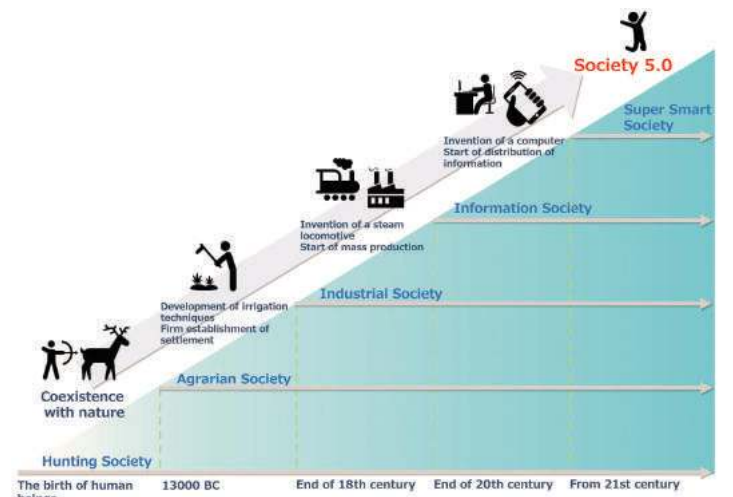 Society 5.0
Super Smart
Society
Invention of a computer
Start of distribution of
information
Information Society
Invention of a steam
locomotive
Start of mass production
Industrial Society
Development of irrigation
techniques
Firm establishment of
settlement
Agrarian Society
Coexistence
with nature
Hunting Society
The birth of human
beings
13000 BC
End of 18th century
End of 20th century
From 21st century